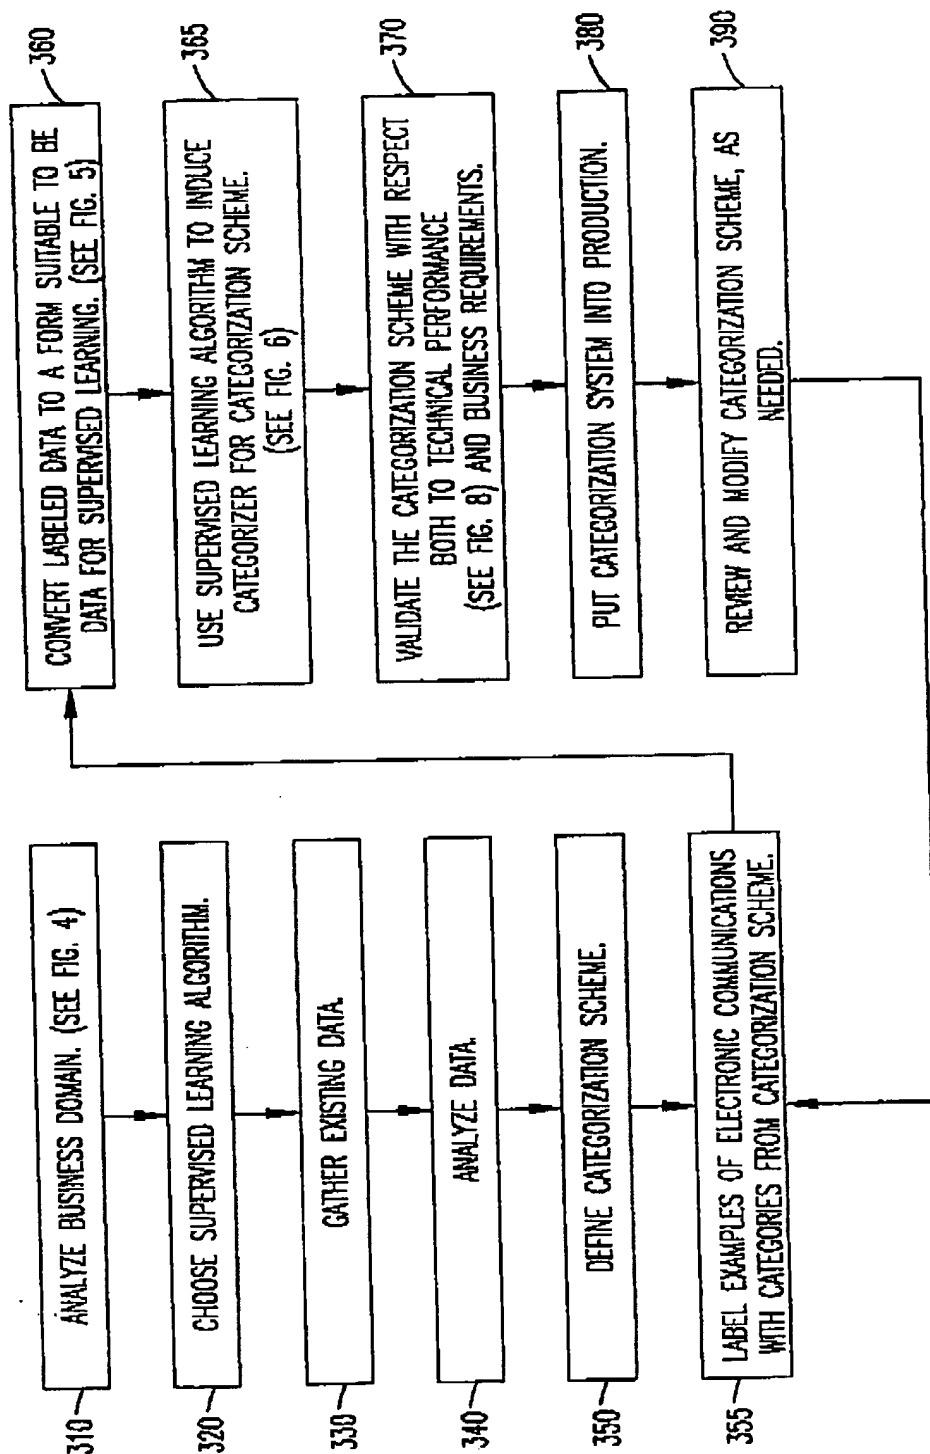 310
ANALYZE BUSINESS DOMAIN. (SEE FIG. 4)
320
CHOOSE SUPERVISED LEARNING ALGORITHM.
330
GATHER EXISTING DATA.
340
ANALYZE DATA.
350
DEFINE CATEGORIZATION SCHEME.
355
LABEL EXAMPLES OF ELECTRONIC COMMUNICATIONS
WITH CATEGORIES FROM CATEGORIZATION SCHEME.
360
CONVERT LABELED DATA TO A FORM SUITABLE TO BE
DATA FOR SUPERVISED LEARNING. (SEE FIG. 5)
365
USE SUPERVISED LEARNING ALGORITHM TO INDUCE
CATEGORIZER FOR CATEGORIZATION SCHEME.
(SEE FIG. 6)
370
VALIDATE THE CATEGORIZATION SCHEME WITH RESPECT
BOTH TO TECHNICAL PERFORMANCE
(SEE FIG. 8) AND BUSINESS REQUIREMENTS.
380
PUT CATEGORIZATION SYSTEM INTO PRODUCTION.
390
REVIEW AND MODIFY CATEGORIZATION SCHEME, AS
NEEDED.